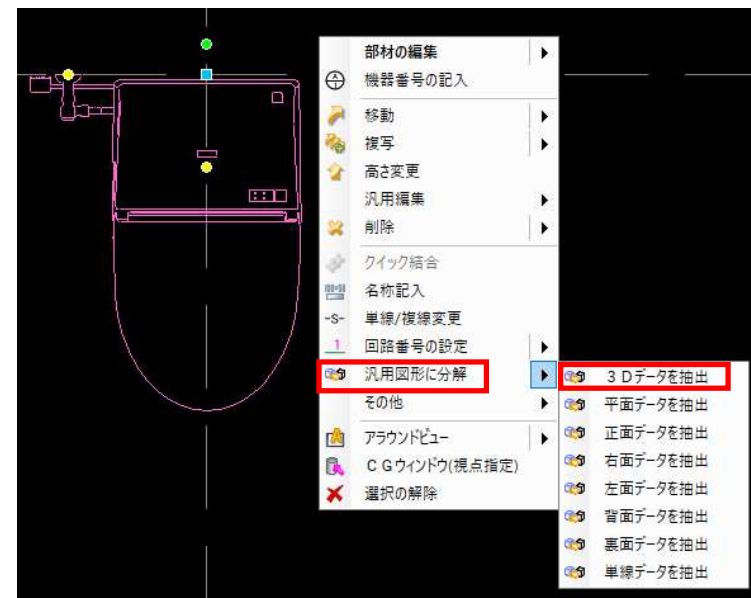 部材の編集
機器番号の記入
移動
複写
高さ変更
汎用編集
削除
クイック結合
名称記入
-S- 単線/複線変更
1 回路番号の設定
汎用図形に分解
その他
アラウンドビュー
ＣＧウィンドウ(視点指定)
選択の解除
３Ｄデータを抽出
平面データを抽出
正面データを抽出
右面データを抽出
左面データを抽出
背面データを抽出
裏面データを抽出
単線データを抽出